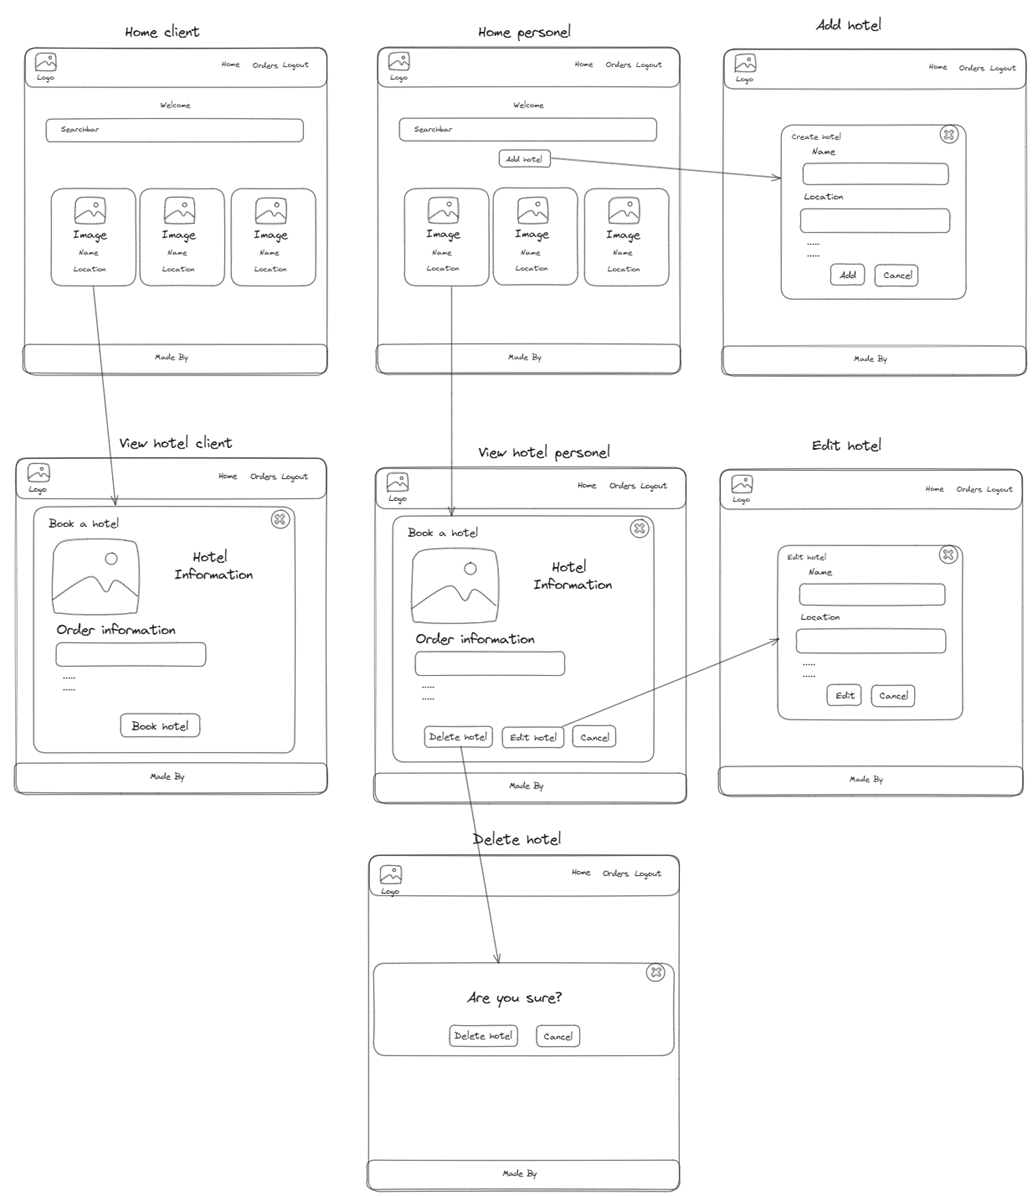 Home client
Logo
Home Orders Logout
Welcome
Searchbar
Image
Name
Location
Image
Name
Location
Image
Name
Location
Made By
Home personel
Logo
Home Orders Logout
Welcome
Searchbar
Add hotel
Image
Name
Location
Image
Name
Location
Image
Name
Location
Made By
Add hotel
Logo
Home Orders Logout
Create hotel
Name
Location
.....
.....
Add Cancel
Made By
View hotel client
Logo
Home Orders Logout
Book a hotel
Hotel
Information
Order information
.....
.....
Book hotel
Made By
View hotel personel
Logo
Home Orders Logout
Book a hotel
Hotel
Information
Order information
.....
.....
Delete hotel Edit hotel Cancel
Made By
Edit hotel
Logo
Home Orders Logout
Edit hotel
Name
Location
.....
.....
Edit Cancel
Made By
Delete hotel
Logo
Home Orders Logout
Are you sure?
Delete hotel Cancel
Made By